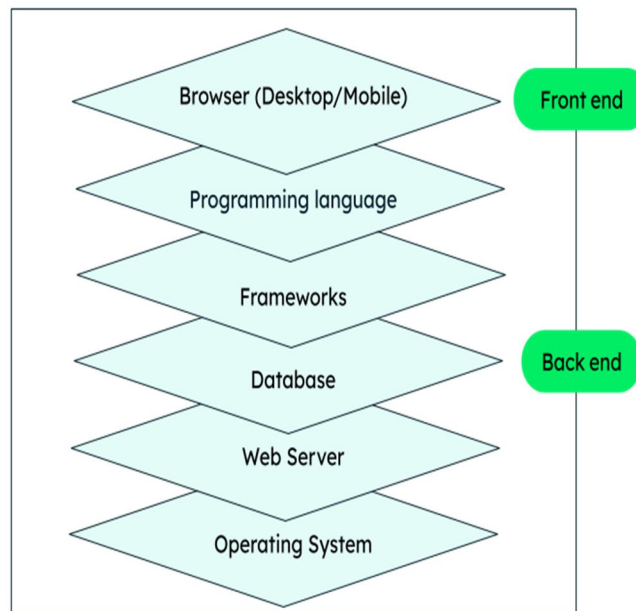 Browser (Desktop/Mobile)
Front end
Programming language
Frameworks
Back end
Database
Web Server
Operating System